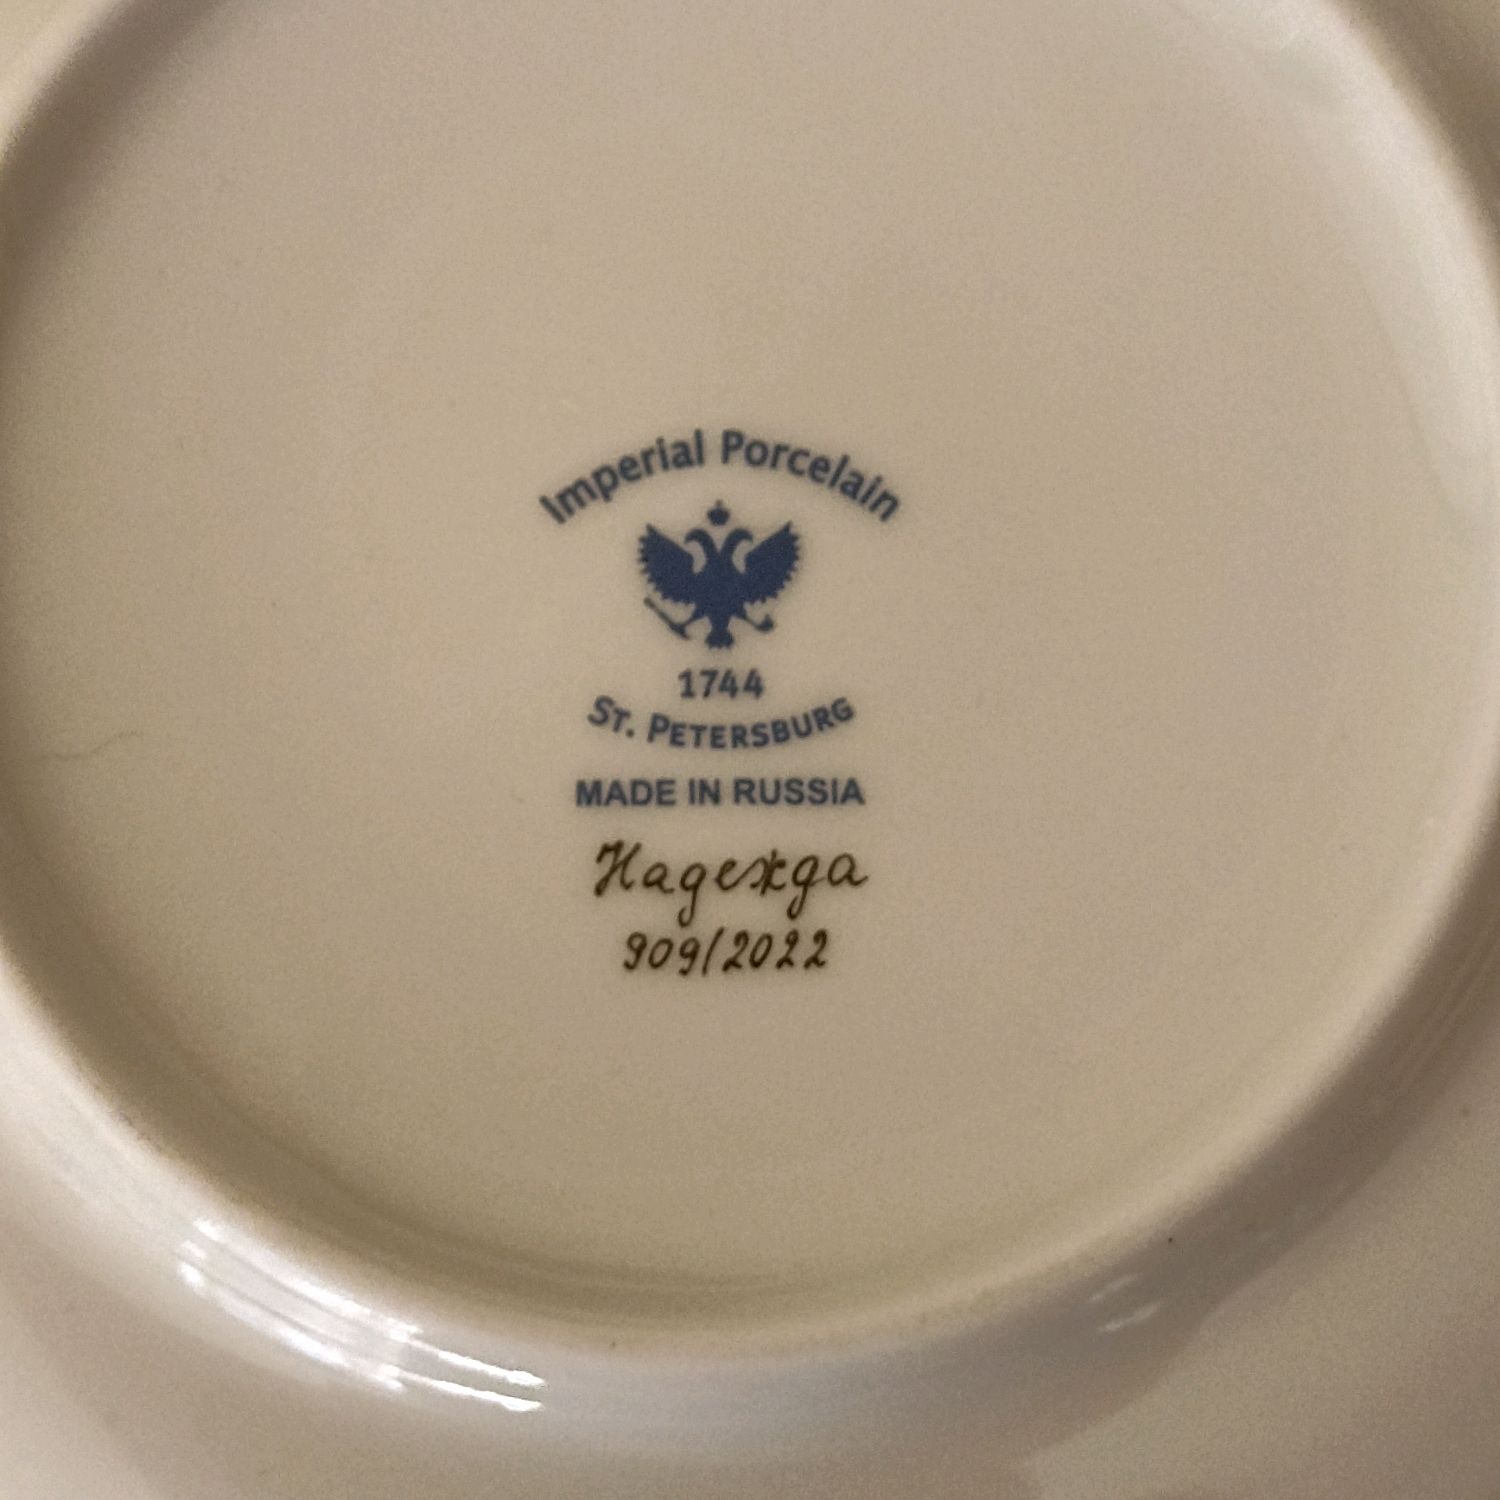 Imperial Porcelain
1744
ST. PETERSBURG
MADE IN RUSSIA
Надежда
909/2022